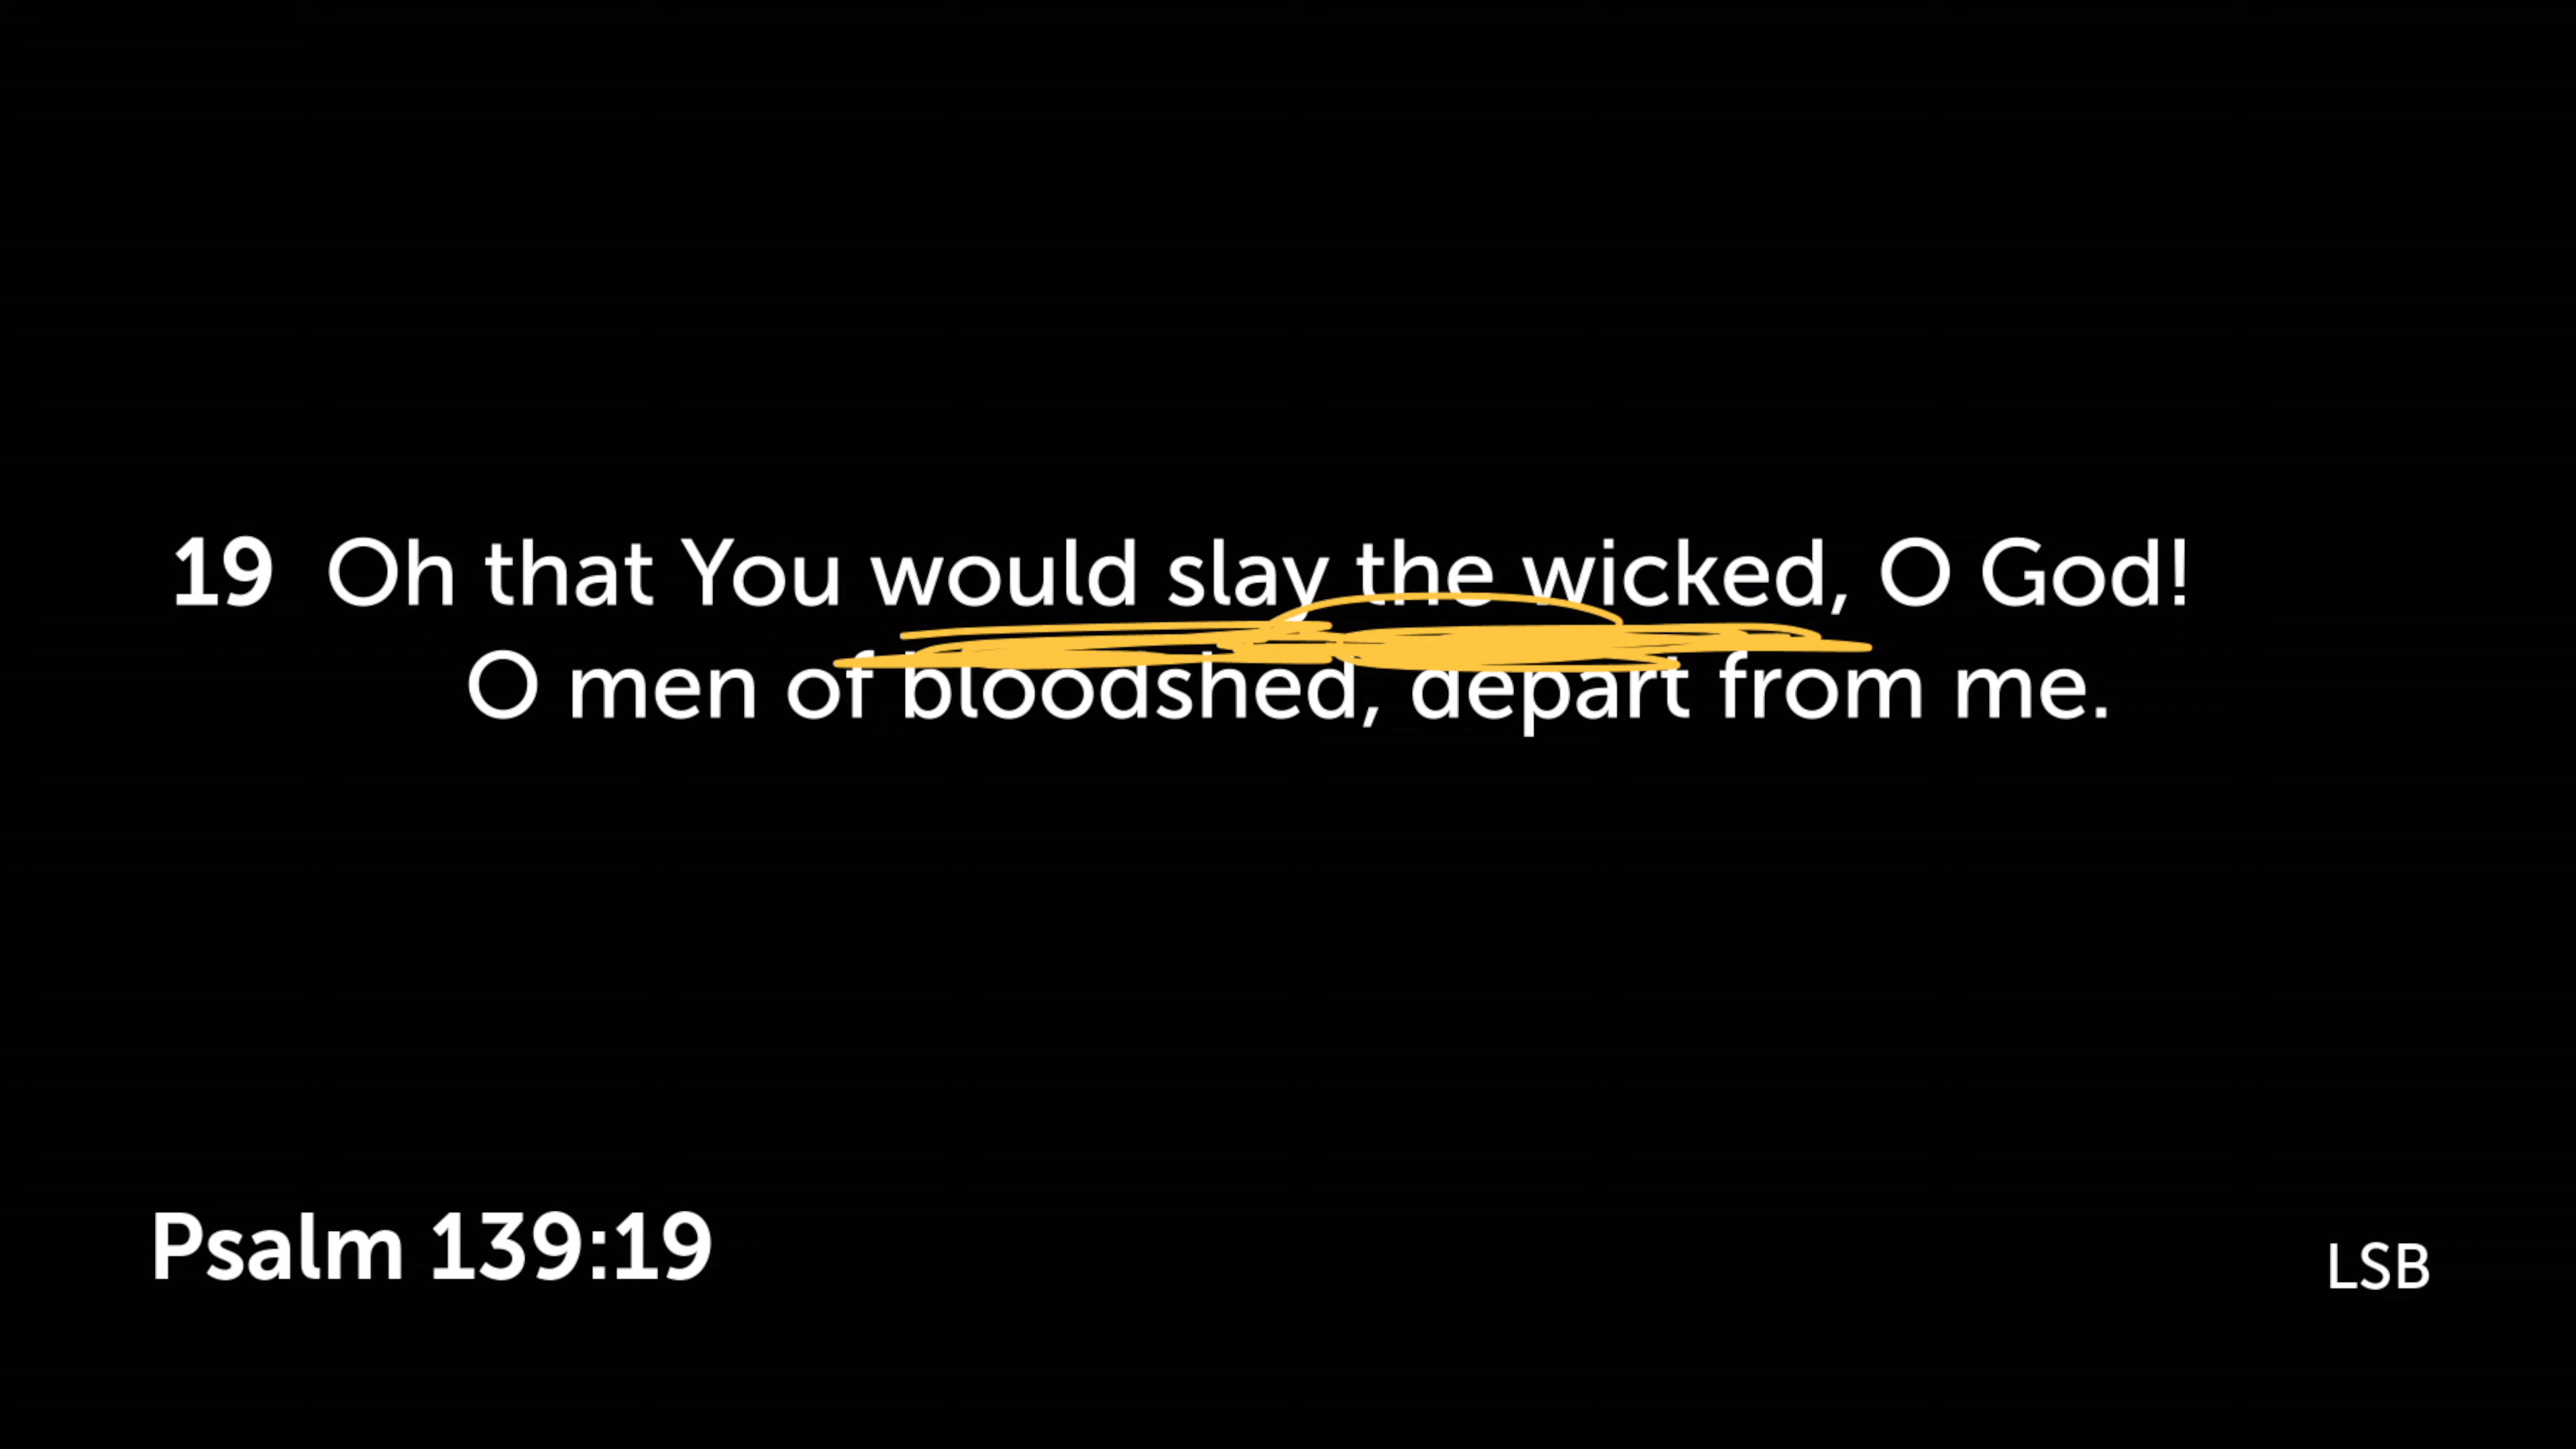 19 Oh that You would slay the wicked, O God!
O men of bloodshed, depart from me.
Psalm 139:19
LSB